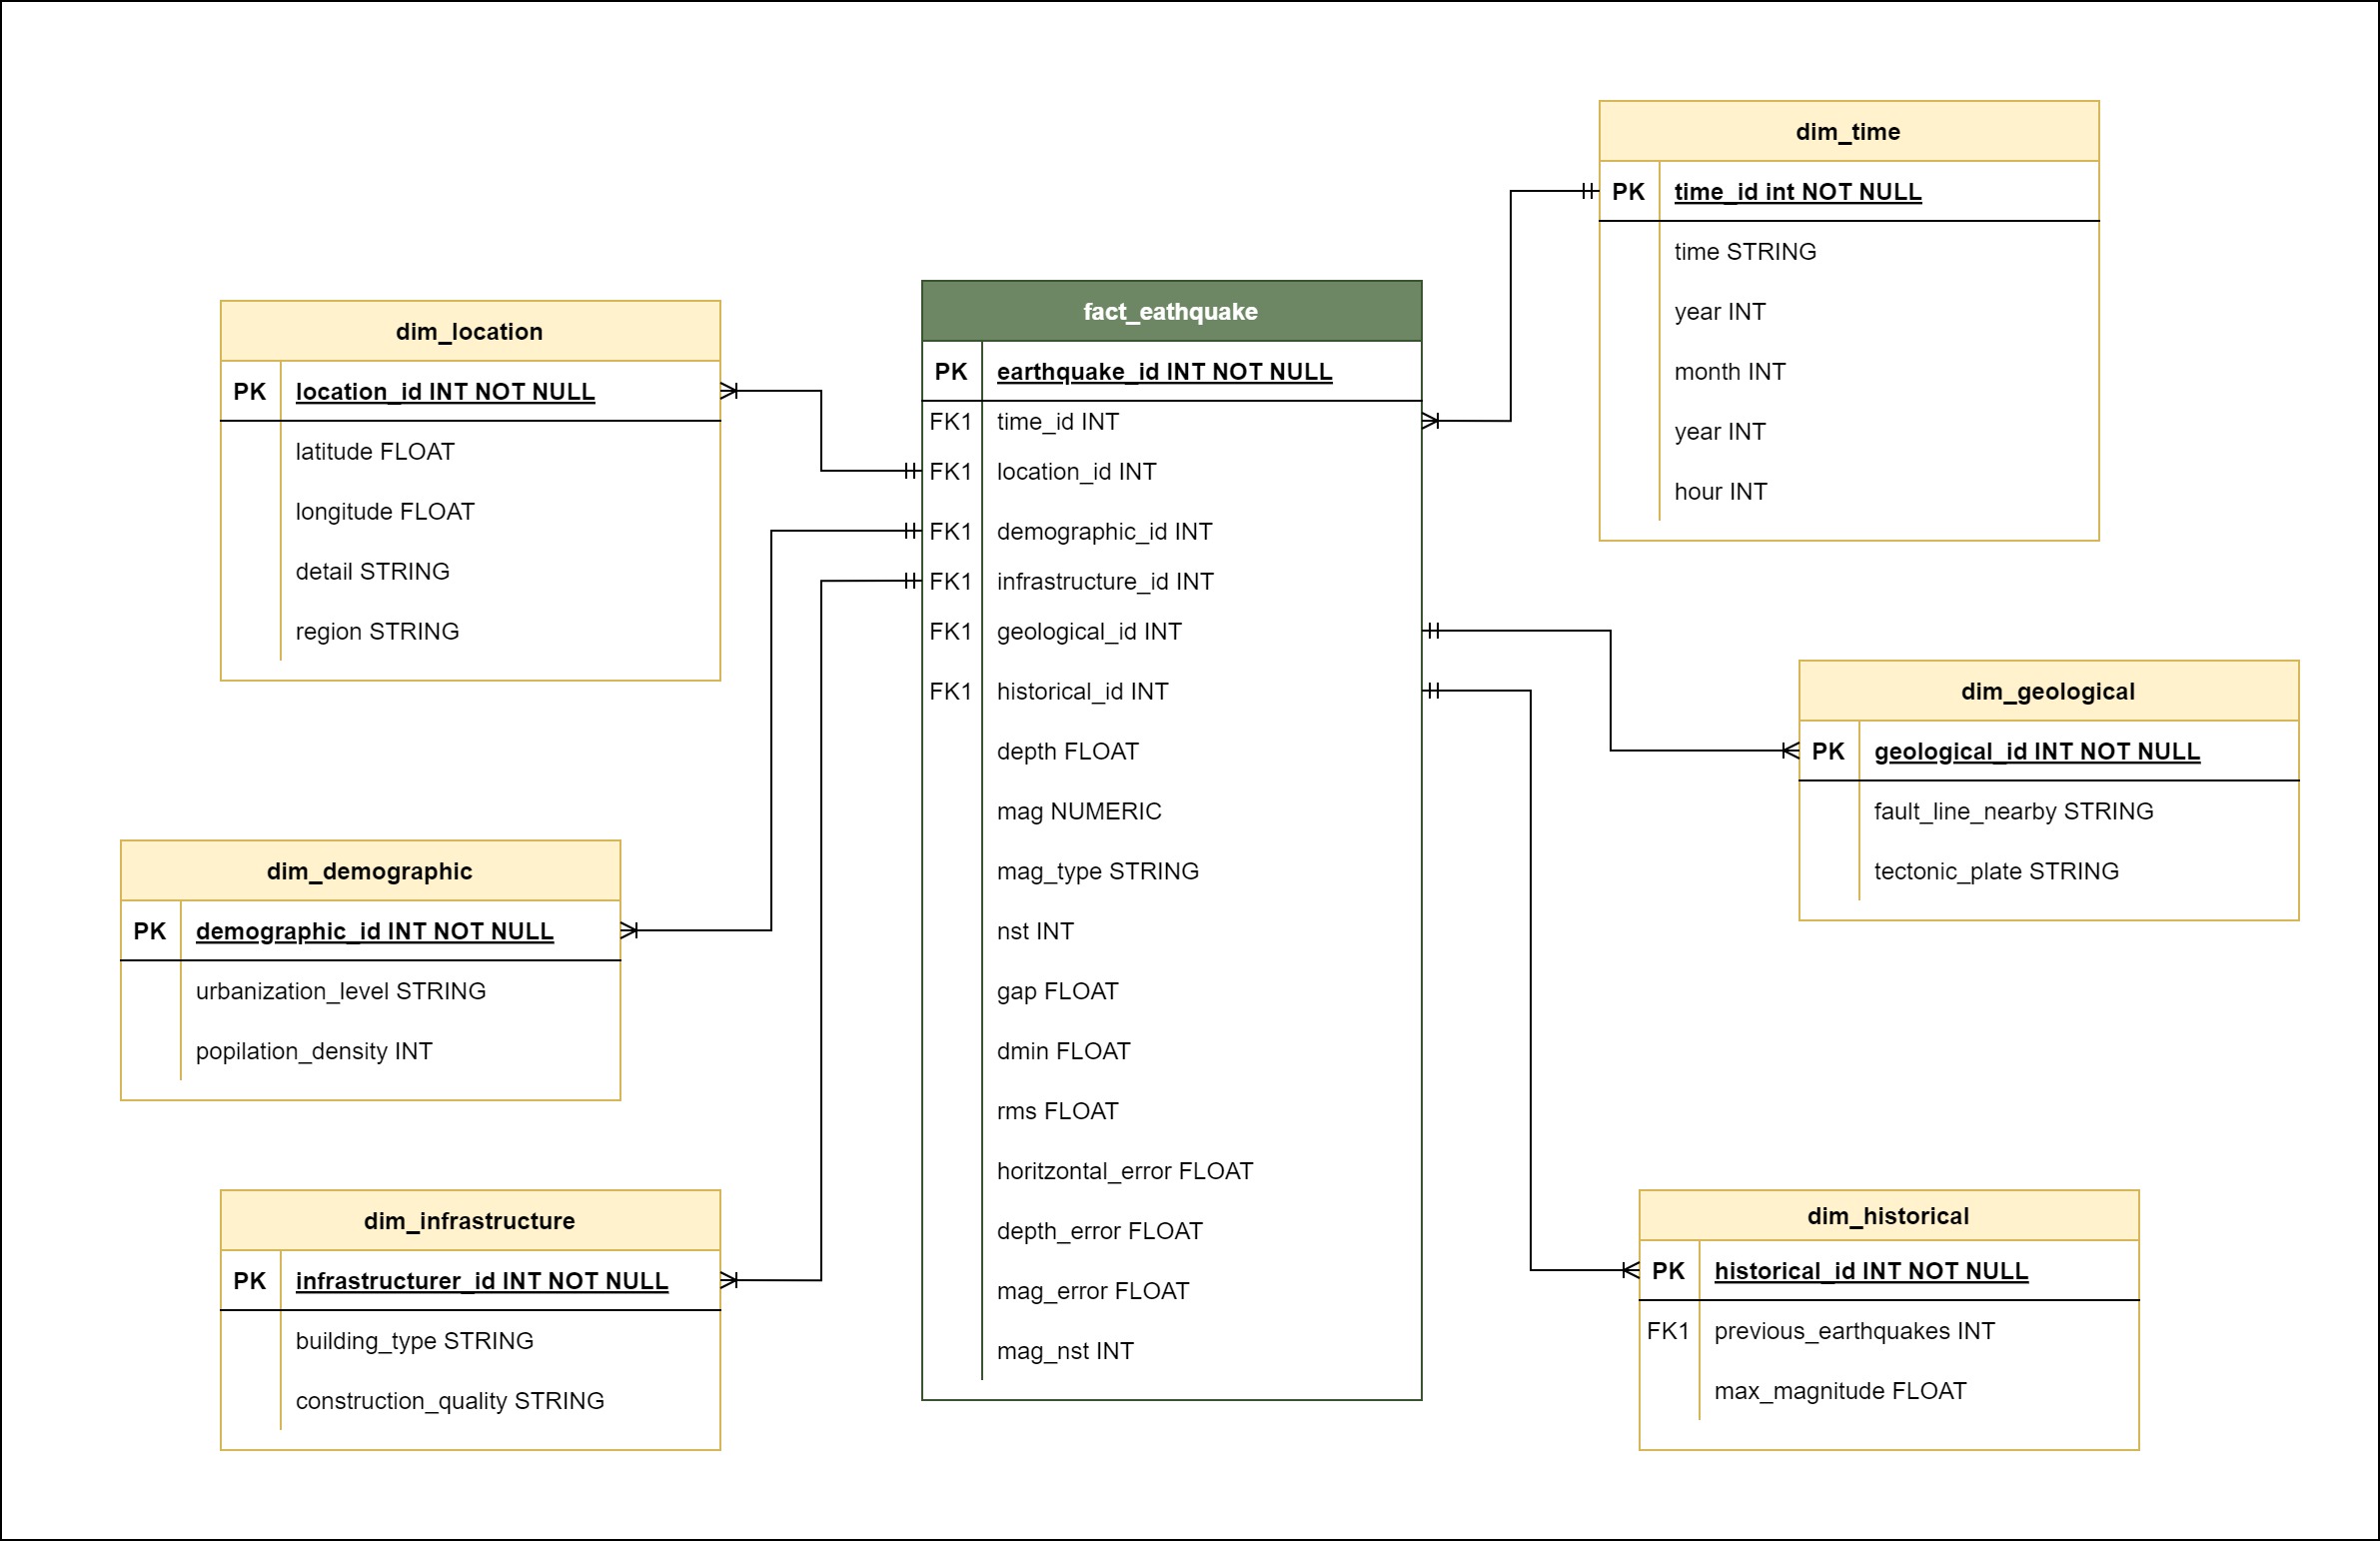 dim_time
PK time_id int NOT NULL
time STRING
year INT
month INT
year INT
hour INT
dim_location
PK location_id INT NOT NULL
latitude FLOAT
longitude FLOAT
detail STRING
region STRING
fact_eathquake
PK earthquake_id INT NOT NULL
FK1 time_id INT
FK1 location_id INT
FK1 demographic_id INT
FK1 infrastructure_id INT
FK1 geological_id INT
FK1 historical_id INT
depth FLOAT
mag NUMERIC
mag_type STRING
nst INT
gap FLOAT
dmin FLOAT
rms FLOAT
horitzontal_error FLOAT
depth_error FLOAT
mag_error FLOAT
mag_nst INT
dim_geological
PK geological_id INT NOT NULL
fault_line_nearby STRING
tectonic_plate STRING
dim_demographic
PK demographic_id INT NOT NULL
urbanization_level STRING
popilation_density INT
dim_infrastructure
PK infrastructurer_id INT NOT NULL
building_type STRING
construction_quality STRING
dim_historical
PK historical_id INT NOT NULL
FK1 previous_earthquakes INT
max_magnitude FLOAT